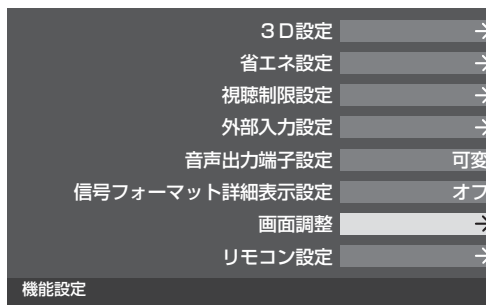 ３Ｄ設定 →
省エネ設定 →
視聴制限設定 →
外部入力設定 →
音声出力端子設定 可変
信号フォーマット詳細表示設定 オフ
画面調整 →
リモコン設定 →
機能設定